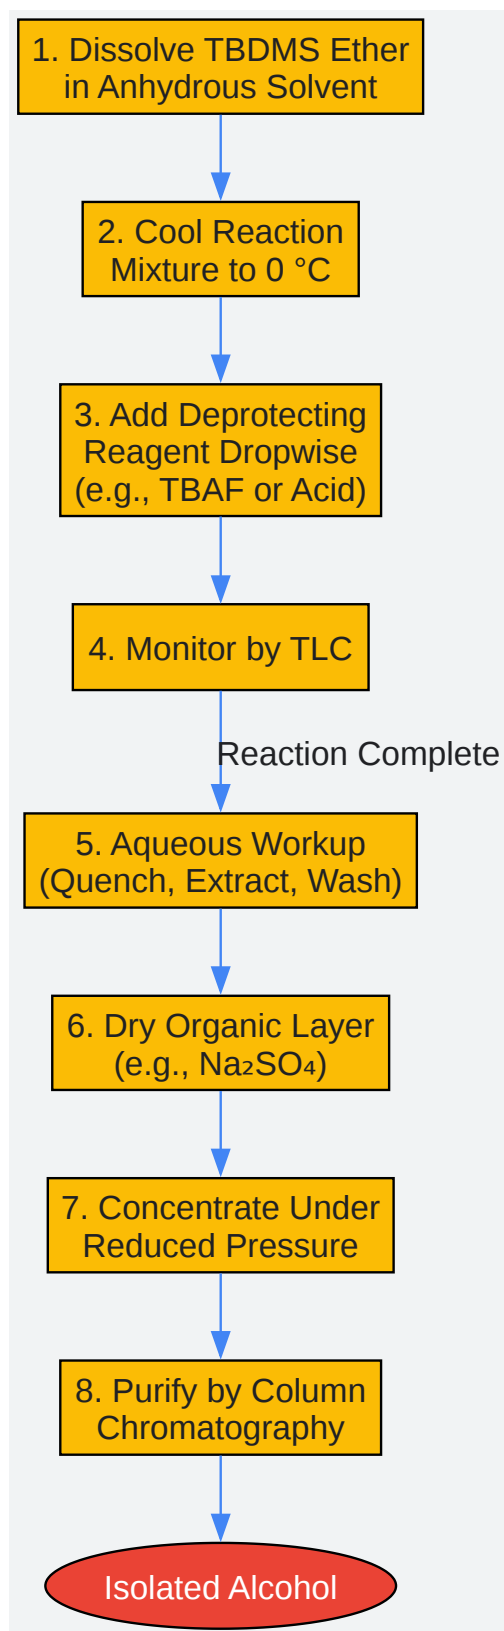 1. Dissolve TBDMS Ether
in Anhydrous Solvent
2. Cool Reaction
Mixture to 0 °C
3. Add Deprotecting
Reagent Dropwise
(e.g., TBAF or Acid)
4. Monitor by TLC
Reaction Complete
5. Aqueous Workup
(Quench, Extract, Wash)
6. Dry Organic Layer
(e.g., Na₂SO₄)
7. Concentrate Under
Reduced Pressure
8. Purify by Column
Chromatography
Isolated Alcohol